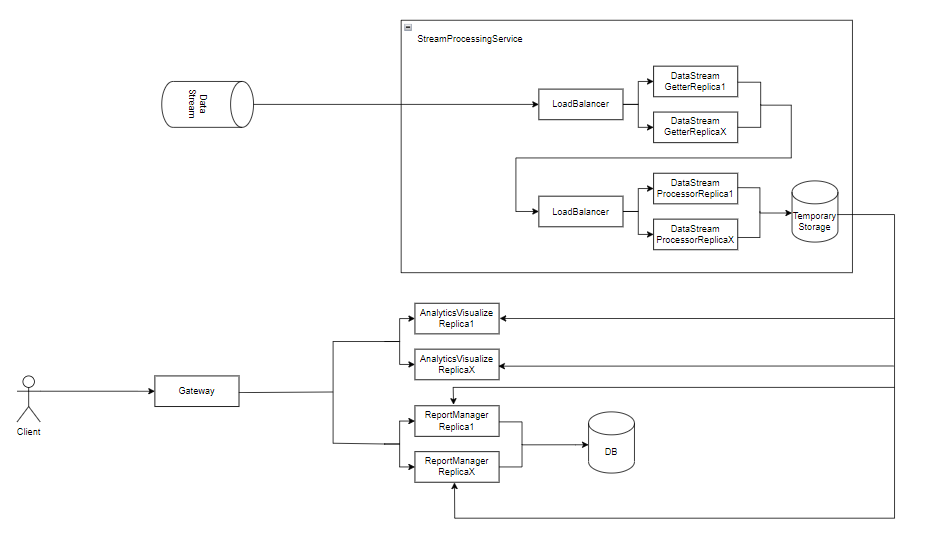 StreamProcessingService
Data
Stream
LoadBalancer
DataStream
GetterReplica1
DataStream
GetterReplicaX
LoadBalancer
DataStream
ProcessorReplica1
DataStream
ProcessorReplicaX
Temporary
Storage
AnalyticsVisualize
Replica1
AnalyticsVisualize
ReplicaX
Client
Gateway
ReportManager
Replica1
ReportManager
ReplicaX
DB